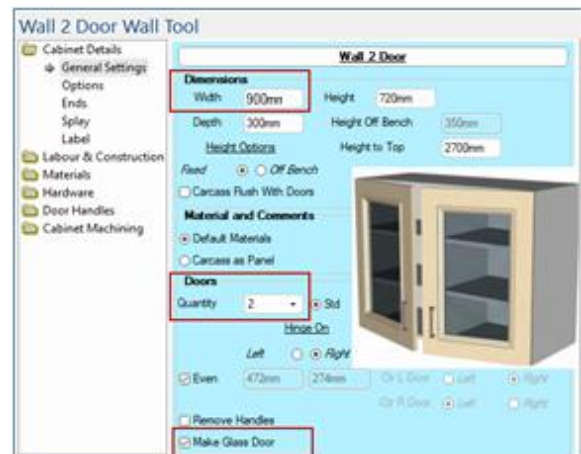 Wall 2 Door Wall Tool
Cabinet Details
General Settings
Options
Ends
Splay
Label
Labour & Construction
Materials
Hardware
Door Handles
Cabinet Machining
Wall 2 Door
Dimensions
Width 900mm Height 720mm
Depth 300mm Height Off Bench 350mm
Height Options Height to Top 2700mm
Fixed Off Bench
Carcass Flush With Doors
Material and Comments
Default Materials
Carcass as Panel
Doors
Quantity 2 Std
Hinge On
Left Right
Even 472mm 274mm Or L Door Left Right
Or R Door Left Right
Remove Handles
Make Glass Door